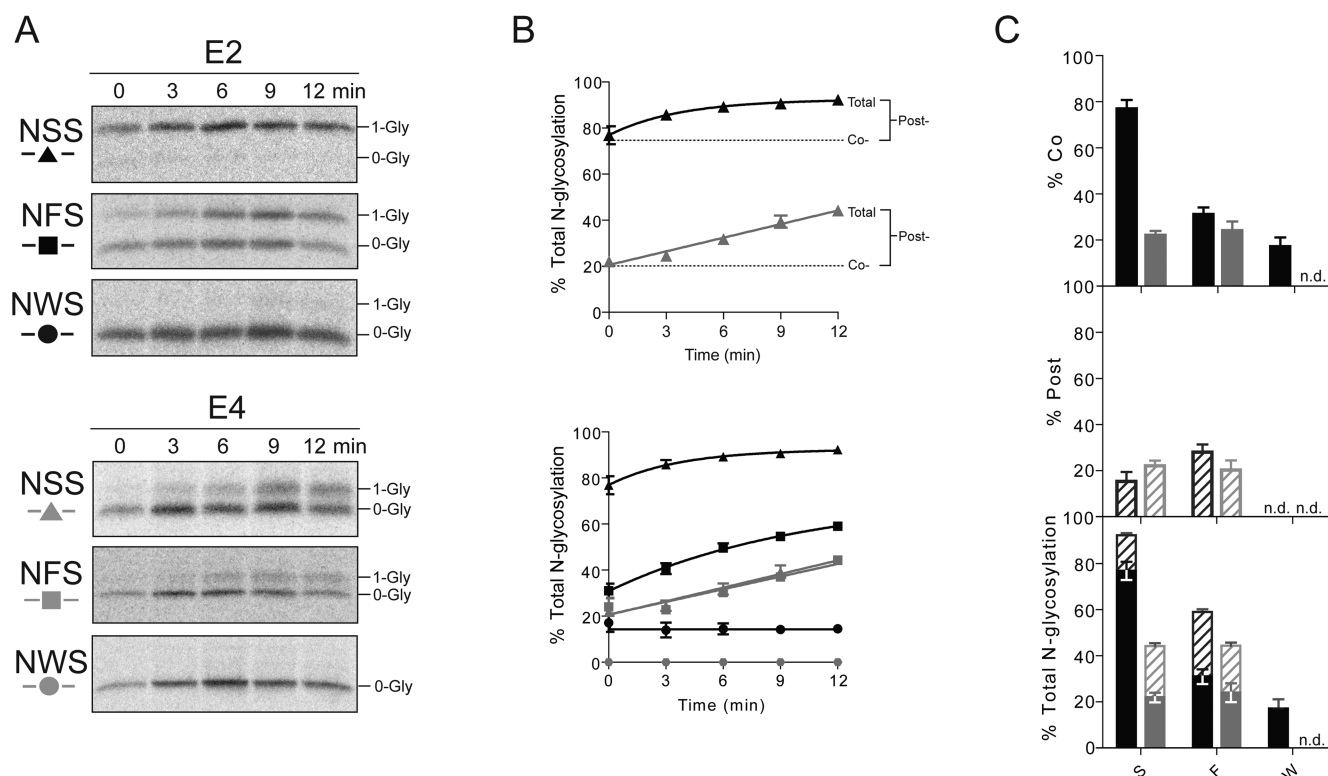 A
E2
0 3 6 9 12 min
NSS
1-Gly
0-Gly
NFS
1-Gly
0-Gly
NWS
1-Gly
0-Gly
E4
0 3 6 9 12 min
NSS
1-Gly
0-Gly
NFS
1-Gly
0-Gly
NWS
0-Gly
B
% Total N-glycosylation
100
80
60
40
20
0
Total
Post-
Co-
Total
Post-
Co-
0 3 6 9 12
Time (min)
% Total N-glycosylation
100
80
60
40
20
0
0 3 6 9 12
Time (min)
C
% Co
100
80
60
40
20
n.d.
% Post
100
80
60
40
20
n.d. n.d.
% Total N-glycosylation
100
80
60
40
20
0
n.d.
S F W